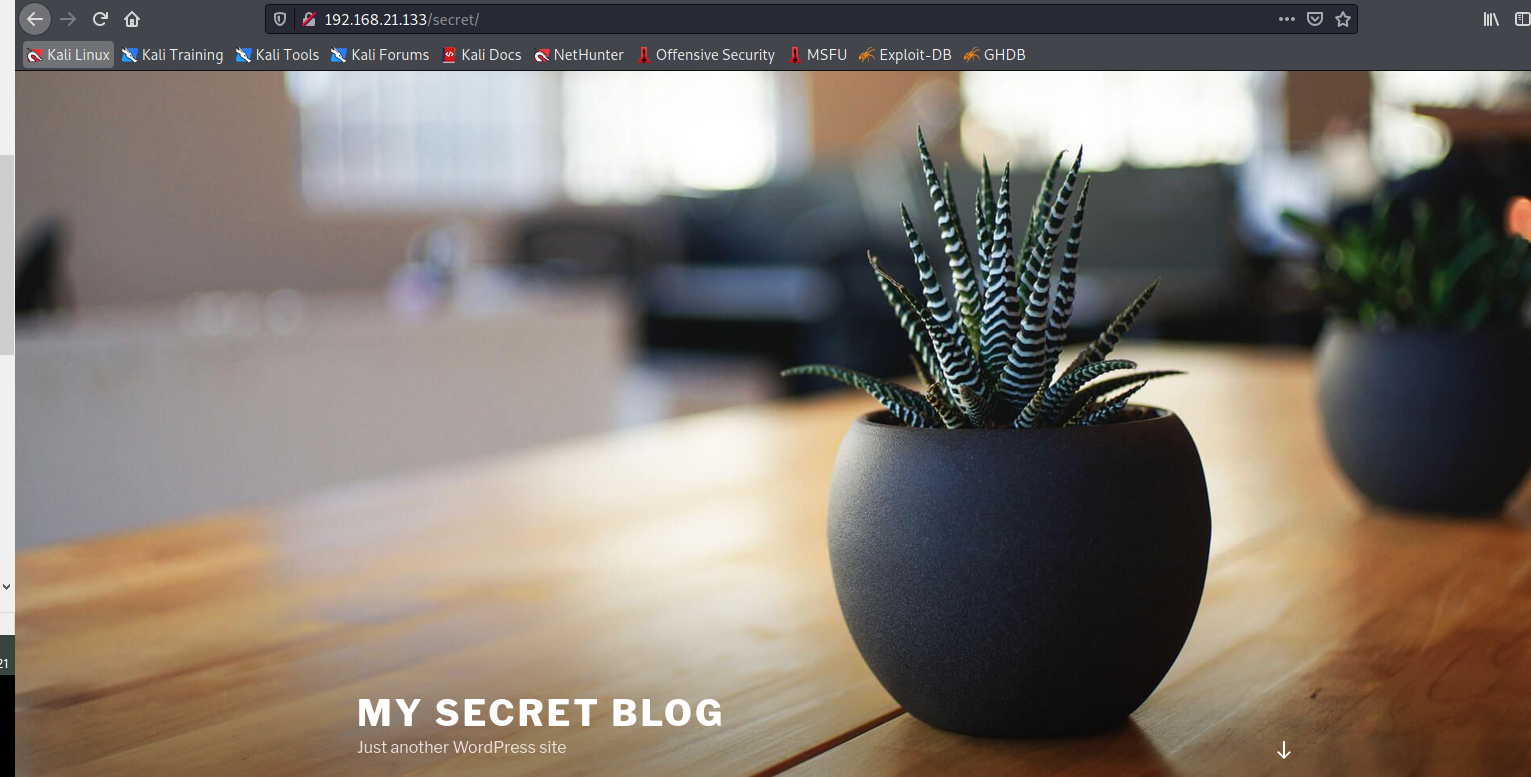 192.168.21.133/secret/
Kali Linux Kali Training Kali Tools Kali Forums Kali Docs NetHunter Offensive Security MSFU Exploit-DB GHDB
MY SECRET BLOG
Just another WordPress site
21